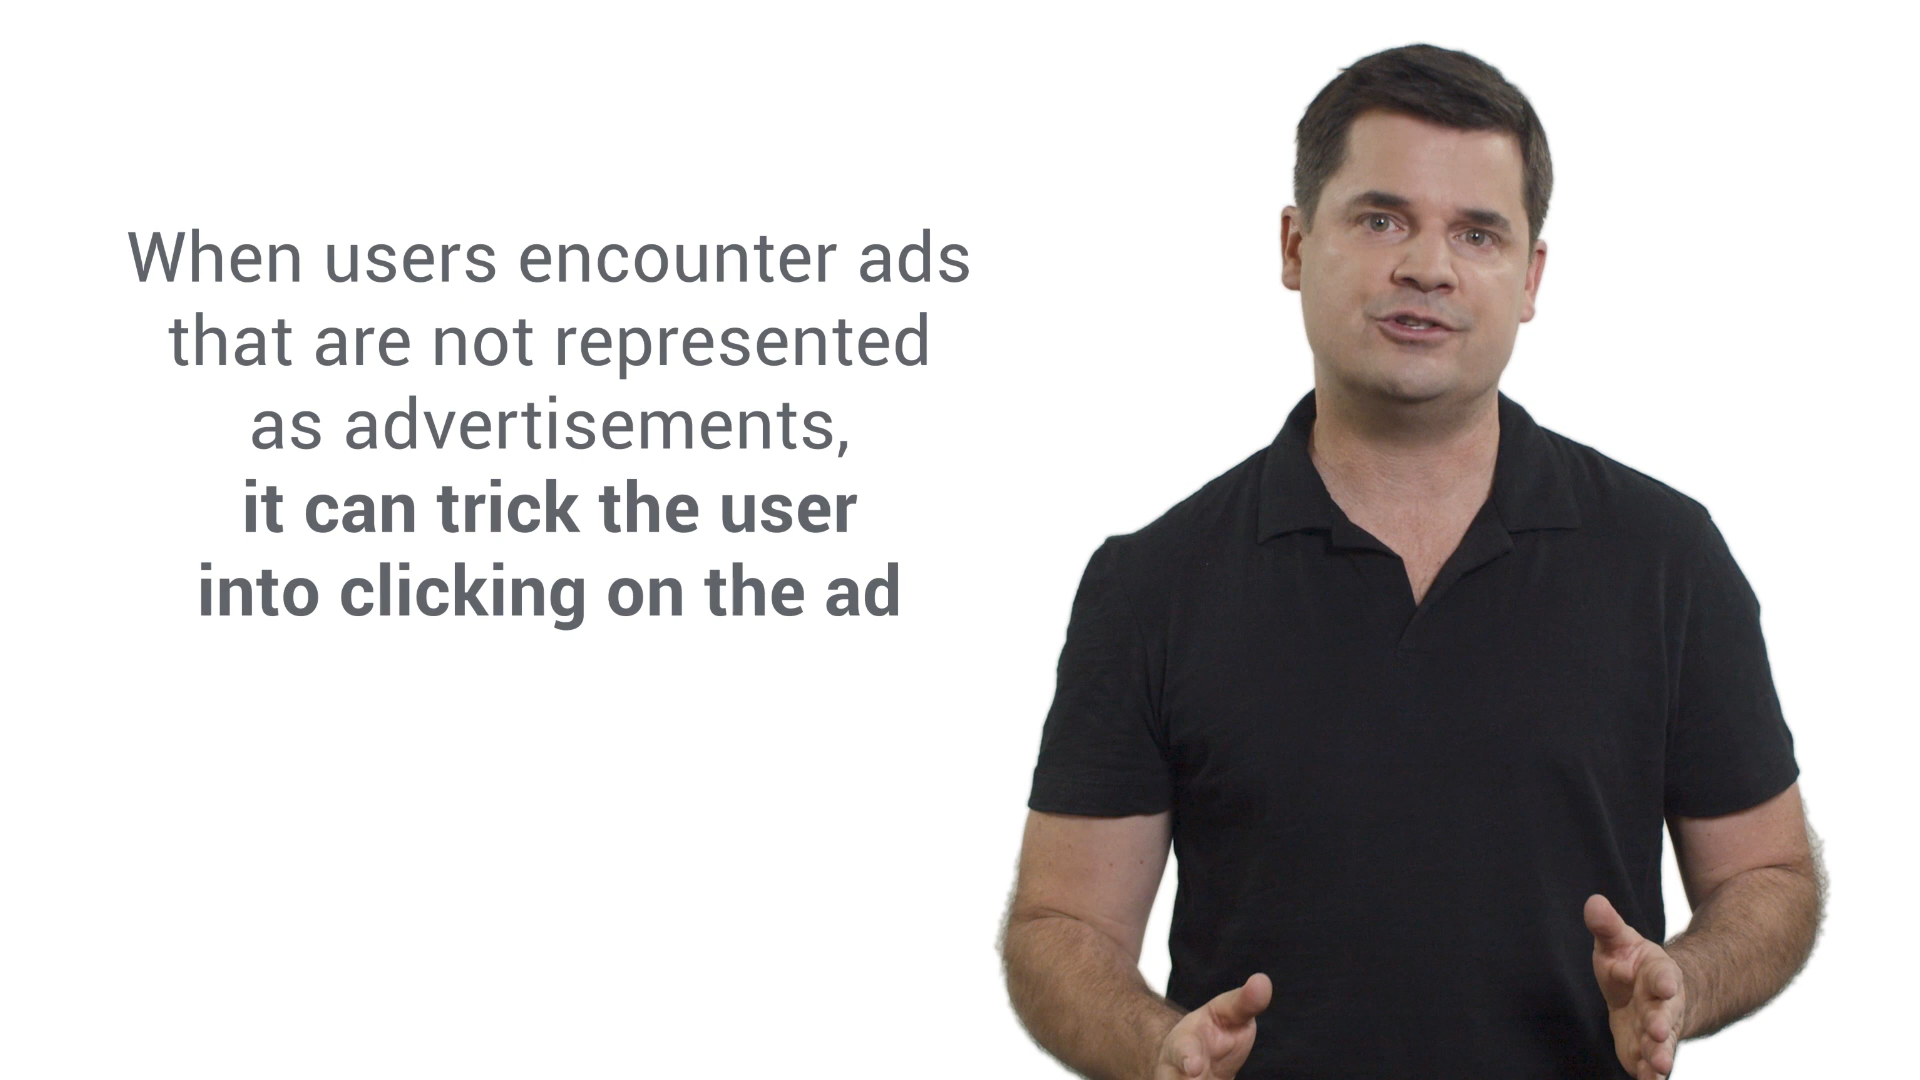 When users encounter ads
that are not represented
as advertisements,
it can trick the user
into clicking on the ad